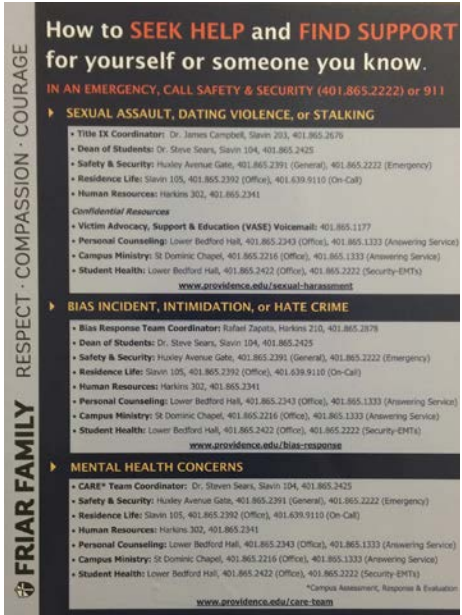 How to SEEK HELP and FIND SUPPORT
for yourself or someone you know.
IN AN EMERGENCY, CALL SAFETY & SECURITY (401.865.2222) or 911
SEXUAL ASSAULT, DATING VIOLENCE, or STALKING
• Title IX Coordinator: Dr. James Campbell, Slavin 203, 401.865.2676
• Dean of Students: Dr. Steve Sears, Slavin 104, 401.865.2425
• Safety & Security: Huxley Avenue Gate, 401.865.2391 (General), 401.865.2222 (Emergency)
• Residence Life: Slavin 105, 401.865.2392 (Office), 401.639.9110 (On-Call)
• Human Resources: Harkins 302, 401.865.2341
Confidential Resources
• Victim Advocacy, Support & Education (VASE) Voicemail: 401.865.1177
• Personal Counseling: Lower Bedford Hall, 401.865.2343 (Office), 401.865.1333 (Answering Service)
• Campus Ministry: St Dominic Chapel, 401.865.2216 (Office), 401.865.1333 (Answering Service)
• Student Health: Lower Bedford Hall, 401.865.2422 (Office), 401.865.2222 (Security-EMTs)
www.providence.edu/sexual-harassment
BIAS INCIDENT, INTIMIDATION, or HATE CRIME
• Bias Response Team Coordinator: Rafael Zapata, Harkins 210, 401.865.2878
• Dean of Students: Dr. Steve Sears, Slavin 104, 401.865.2425
• Safety & Security: Huxley Avenue Gate, 401.865.2391 (General), 401.865.2222 (Emergency)
• Residence Life: Slavin 105, 401.865.2392 (Office), 401.639.9110 (On-Call)
• Human Resources: Harkins 302, 401.865.2341
• Personal Counseling: Lower Bedford Hall, 401.865.2343 (Office), 401.865.1333 (Answering Service)
• Campus Ministry: St Dominic Chapel, 401.865.2216 (Office), 401.865.1333 (Answering Service)
• Student Health: Lower Bedford Hall, 401.865.2422 (Office), 401.865.2222 (Security-EMTs)
www.providence.edu/bias-response
MENTAL HEALTH CONCERNS
• CARE* Team Coordinator: Dr. Steven Sears, Slavin 104, 401.865.2425
• Safety & Security: Huxley Avenue Gate, 401.865.2391 (General), 401.865.2222 (Emergency)
• Residence Life: Slavin 105, 401.865.2392 (Office), 401.639.9110 (On-Call)
• Human Resources: Harkins 302, 401.865.2341
• Personal Counseling: Lower Bedford Hall, 401.865.2343 (Office), 401.865.1333 (Answering Service)
• Campus Ministry: St Dominic Chapel, 401.865.2216 (Office), 401.865.1333 (Answering Service)
• Student Health: Lower Bedford Hall, 401.865.2422 (Office), 401.865.2222 (Security-EMTs)
*Campus Assessment, Response & Evaluation
www.providence.edu/care-team
FRIAR FAMILY RESPECT · COMPASSION · COURAGE